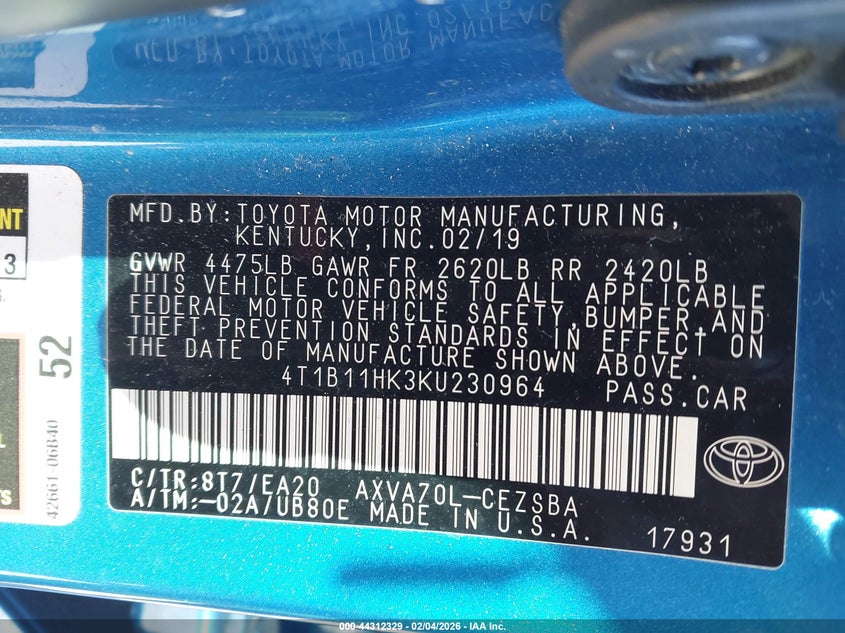 MFD.BY:TOYOTA MOTOR MANUFACTURING,
KENTUCKY,INC.02/19
GVWR 4475LB GAWR FR 2620LB RR 2420LB
THIS VEHICLE CONFORMS TO ALL APPLICABLE
FEDERAL MOTOR VEHICLE SAFETY,BUMPER,AND
THEFT PREVENTION STANDARDS IN EFFECT ON
THE DATE OF MANUFACTURE SHOWN ABOVE.
4T1B11HK3KU230964 PASS.CAR
C/TR:8T7/EA20 AXVA70L-CEZSBA
A/TM:-02A/UB80E MADE IN U.S.A.
17931
3
52
42661-06B40
000-44312329 - 02/04/2026 - IAA Inc.